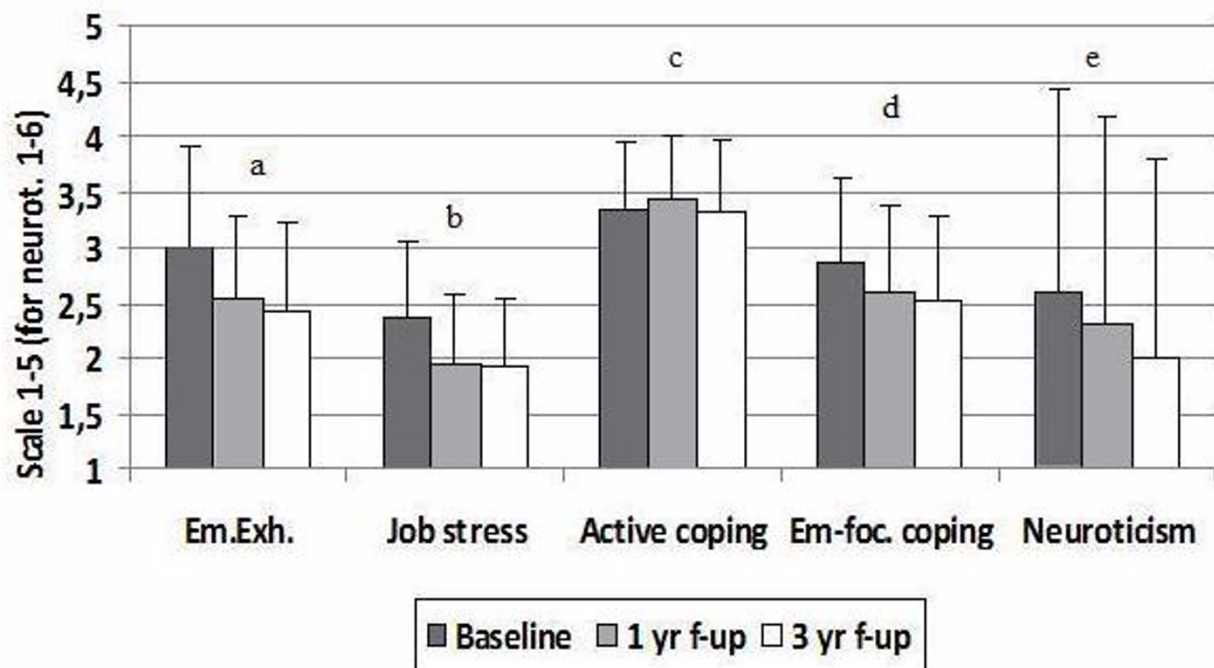 Scale 1-5 (for neurot. 1-6)
5
4,5
4
3,5
3
2,5
2
1,5
1
a
b
c
d
e
Em.Exh.
Job stress
Active coping
Em-foc. coping
Neuroticism
Baseline
1 yr f-up
3 yr f-up